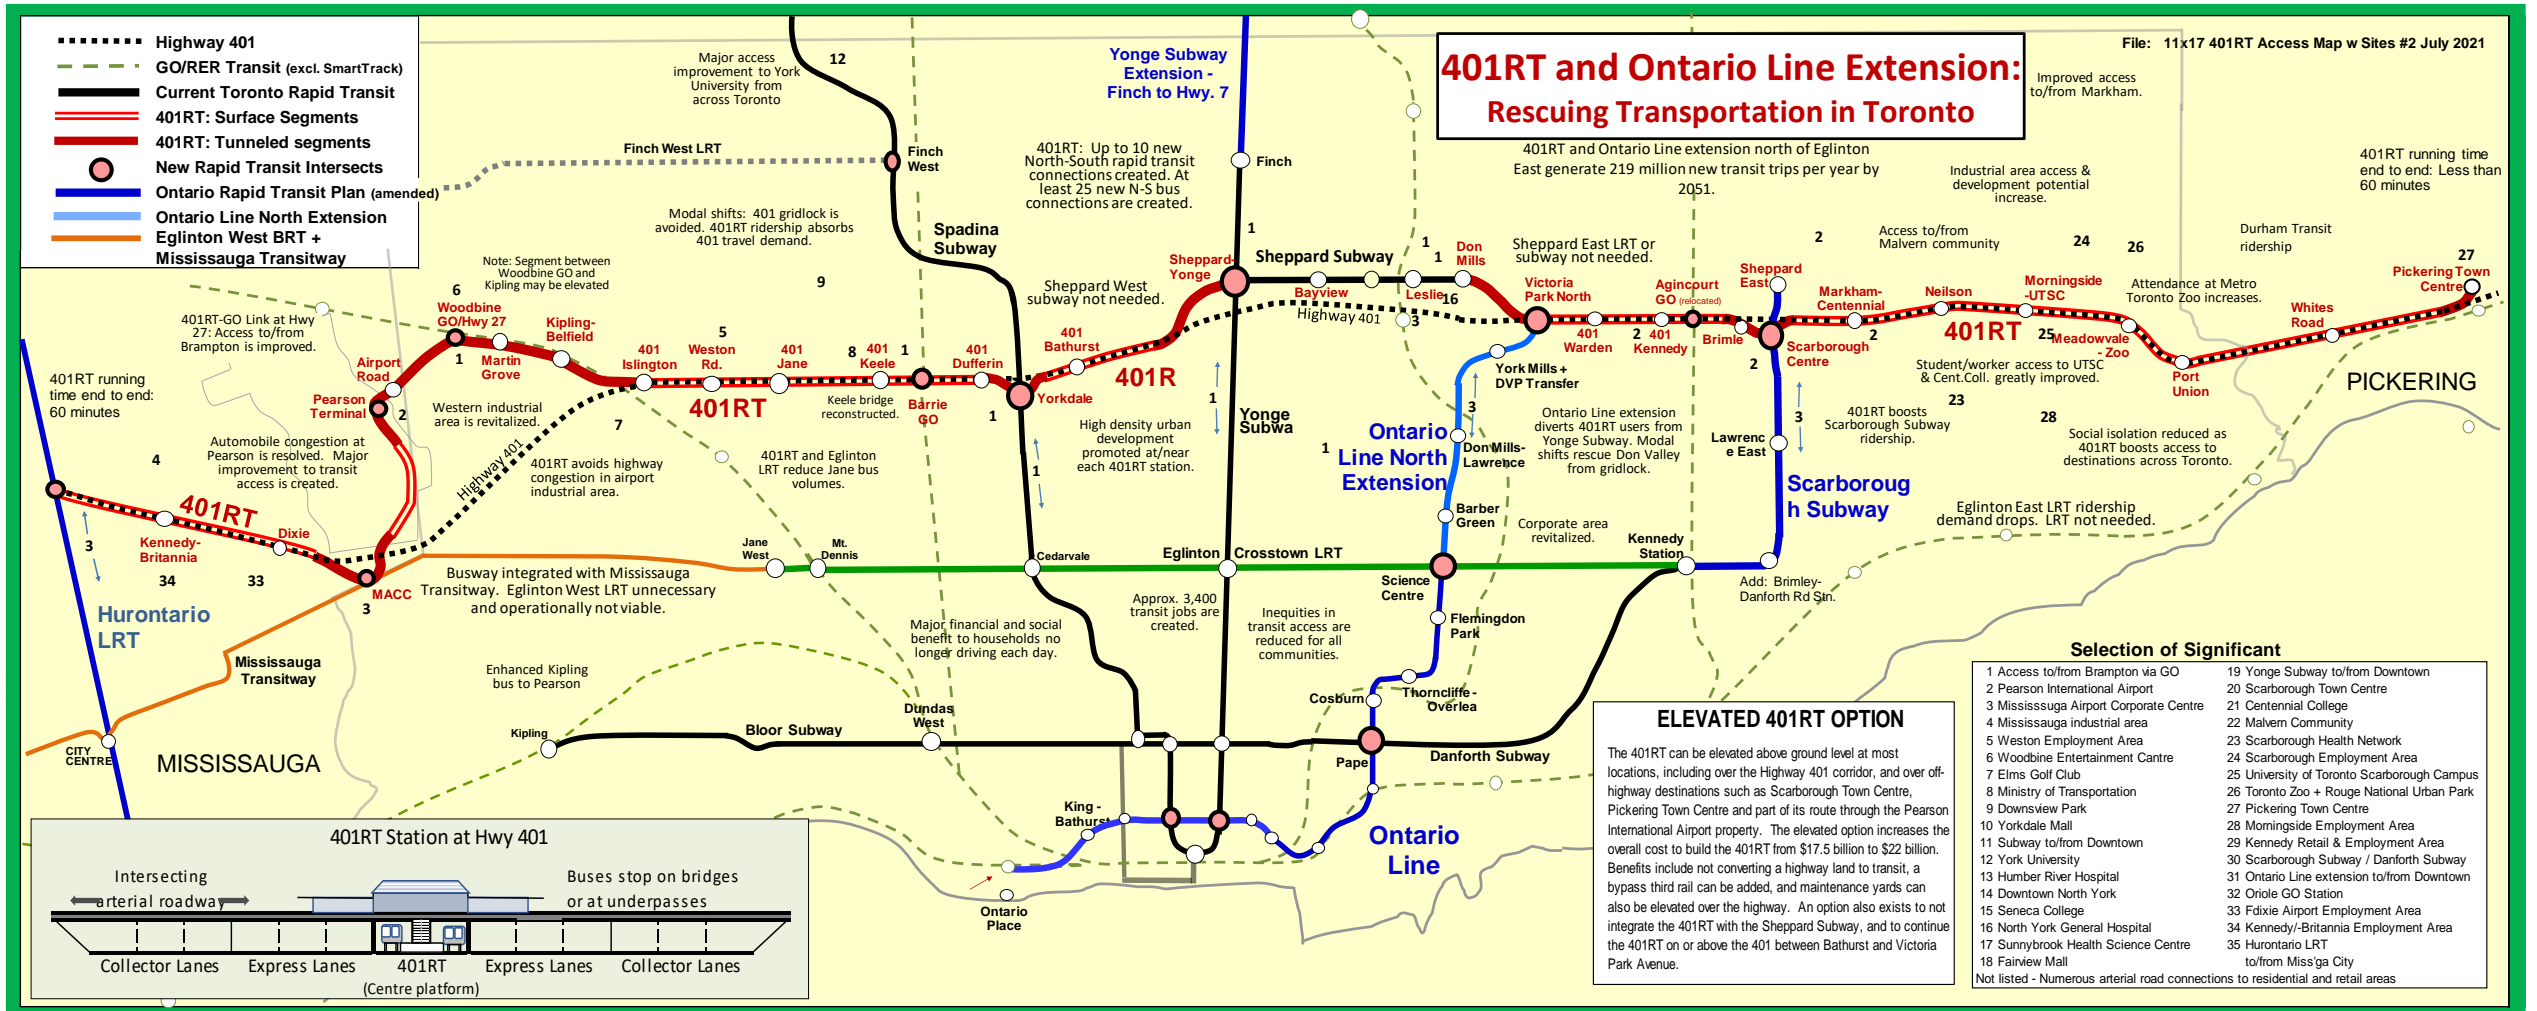 Highway 401
GO/RER Transit (excl. SmartTrack)
Current Toronto Rapid Transit
401RT: Surface Segments
401RT: Tunneled segments
New Rapid Transit Intersects
Ontario Rapid Transit Plan (amended)
Ontario Line North Extension
Eglinton West BRT +
Mississauga Transitway
File: 11x17 401RT Access Map w Sites #2 July 2021
401RT and Ontario Line Extension:
Rescuing Transportation in Toronto
Major access
improvement to York
University from
across Toronto
12
Yonge Subway
Extension -
Finch to Hwy. 7
Improved access
to/from Markham.
Finch West LRT
Finch
West
401RT: Up to 10 new
North-South rapid transit
connections created. At
least 25 new N-S bus
connections are created.
Finch
401RT and Ontario Line extension north of Eglinton
East generate 219 million new transit trips per year by
2051.
Industrial area access &
development potential
increase.
401RT running time
end to end: Less than
60 minutes
Modal shifts: 401 gridlock is
avoided. 401RT ridership absorbs
401 travel demand.
Spadina
Subway
1
Sheppard Subway
1
1
Don
Mills
Sheppard East LRT or
subway not needed.
2
Access to/from
Malvern community
24
26
Durham Transit
ridership
27
Pickering Town
Centre
Note: Segment between
Woodbine GO and
Kipling may be elevated
9
Sheppard-
Yonge
Sheppard West
subway not needed.
Bayview
Leslie
16
3
Highway 401
Victoria
Park North
Agincourt
GO (relocated)
Sheppard
East
Markham-
Centennial
Neilson
Morningside
-UTSC
Attendance at Metro
Toronto Zoo increases.
Whites
Road
6
Woodbine
GO/Hwy 27
Kipling-
Belfield
401RT-GO Link at Hwy
27: Access to/from
Brampton is improved.
1
Martin
Grove
Airport
Road
401
Islington
5
Weston
Rd.
401
Jane
8
401
Keele
1
401
Dufferin
401
Bathurst
401R
401
Warden
2
401
Kennedy
Brimle
Scarborough
Centre
2
2
401RT
25
Meadowvale
- Zoo
Port
Union
PICKERING
401RT running
time end to end:
60 minutes
Pearson
Terminal
2
Western industrial
area is revitalized.
401RT
Keele bridge
reconstructed.
Barrie
GO
1
Yorkdale
7
1
Yonge
Subwa
York Mills +
DVP Transfer
3
Student/worker access to UTSC
& Cent.Coll. greatly improved.
23
28
3
401RT boosts
Scarborough Subway
ridership.
Automobile congestion at
Pearson is resolved. Major
improvement to transit
access is created.
4
Highway 401
401RT avoids highway
congestion in airport
industrial area.
401RT and Eglinton
LRT reduce Jane bus
volumes.
1
High density urban
development
promoted at/near
each 401RT station.
1
Ontario
Line North
Extension
Don Mills-
Lawrence
Ontario Line extension
diverts 401RT users from
Yonge Subway. Modal
shifts rescue Don Valley
from gridlock.
Lawrenc
e East
Social isolation reduced as
401RT boosts access to
destinations across Toronto.
Scarboroug
h Subway
401RT
Dixie
Kennedy-
Britannia
3
34
33
Barber
Green
Corporate area
revitalized.
Eglinton East LRT ridership
demand drops. LRT not needed.
Kennedy
Station
Jane
West
Mt.
Dennis
Cedarvale
Eglinton Crosstown LRT
Science
Centre
Add: Brimley-
Danforth Rd Stn.
MACC
3
Busway integrated with Mississauga
Transitway. Eglinton West LRT unnecessary
and operationally not viable.
Hurontario
LRT
Approx. 3,400
transit jobs are
created.
Inequities in
transit access are
reduced for all
communities.
Flemingdon
Park
Major financial and social
benefit to households no
longer driving each day.
Mississauga
Transitway
Enhanced Kipling
bus to Pearson
Cosburn
Thorncliffe-
Overlea
Dundas
West
Kipling
Bloor Subway
CITY
CENTRE
MISSISSAUGA
Pape
Danforth Subway
King -
Bathurst
Ontario
Line
Ontario
Place
401RT Station at Hwy 401
Intersecting
arterial roadway
Buses stop on bridges
or at underpasses
Collector Lanes Express Lanes 401RT Express Lanes Collector Lanes
(Centre platform)
ELEVATED 401RT OPTION
The 401RT can be elevated above ground level at most
locations, including over the Highway 401 corridor, and over off-
highway destinations such as Scarborough Town Centre,
Pickering Town Centre and part of its route through the Pearson
International Airport property. The elevated option increases the
overall cost to build the 401RT from $17.5 billion to $22 billion.
Benefits include not converting a highway land to transit, a
bypass third rail can be added, and maintenance yards can
also be elevated over the highway. An option also exists to not
integrate the 401RT with the Sheppard Subway, and to continue
the 401RT on or above the 401 between Bathurst and Victoria
Park Avenue.
Selection of Significant
1 Access to/from Brampton via GO
2 Pearson International Airport
3 Mississsuga Airport Corporate Centre
4 Mississauga industrial area
5 Weston Employment Area
6 Woodbine Entertainment Cantre
7 Elms Golf Club
8 Ministry of Transportation
9 Downsview Park
10 Yorkdale Mall
11 Subway to/from Downtown
12 York University
13 Humber River Hospital
14 Downtown North York
15 Seneca College
16 North York General Hospital
17 Sunnybrook Health Science Centre
18 Fairview Mall
19 Yonge Subway to/from Downtown
20 Scarborough Town Centre
21 Centennial College
22 Malvern Community
23 Scarborough Health Network
24 Scarborough Employment Area
25 University of Toronto Scarborough Campus
26 Toronto Zoo + Rouge National Urban Park
27 Pickering Town Centre
28 Morningside Employment Area
29 Kennedy Retail & Employment Area
30 Scarborough Subway / Danforth Subway
31 Ontario Line extension to/from Downtown
32 Oriole GO Station
33 Fdixie Airport Employment Area
34 Kennedy/-Britannia Employment Area
35 Hurontario LRT
to/from Miss'ga City
Not listed - Numerous arterial road connections to residential and retail areas